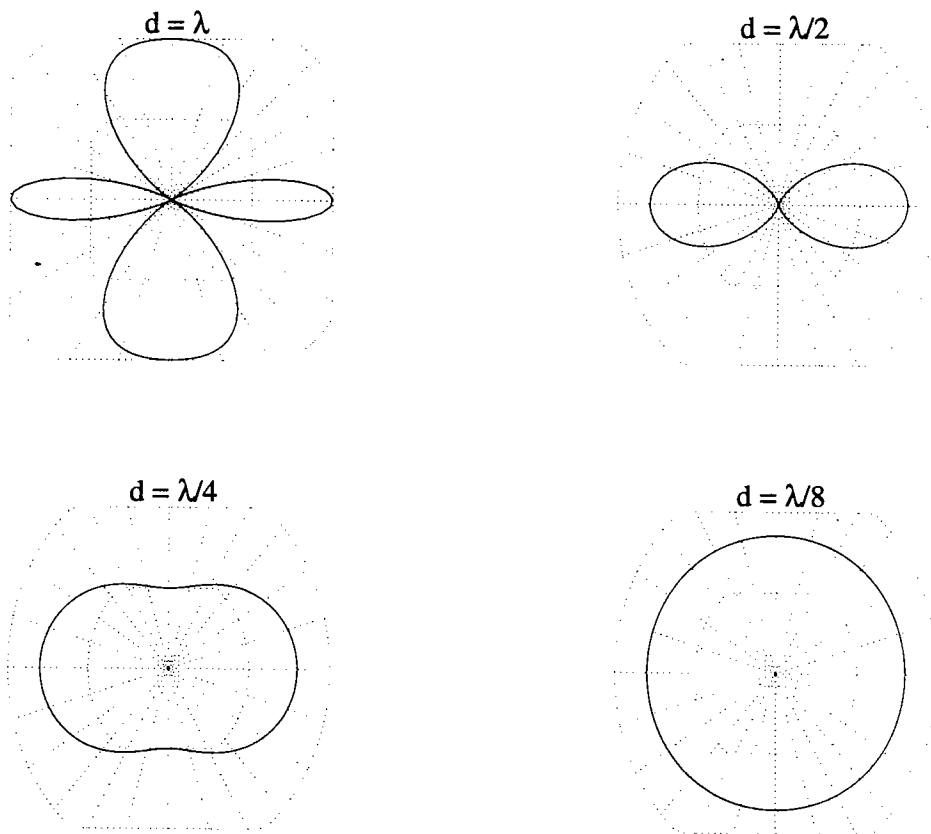 d = λ
d = λ/2
d = λ/4
d = λ/8